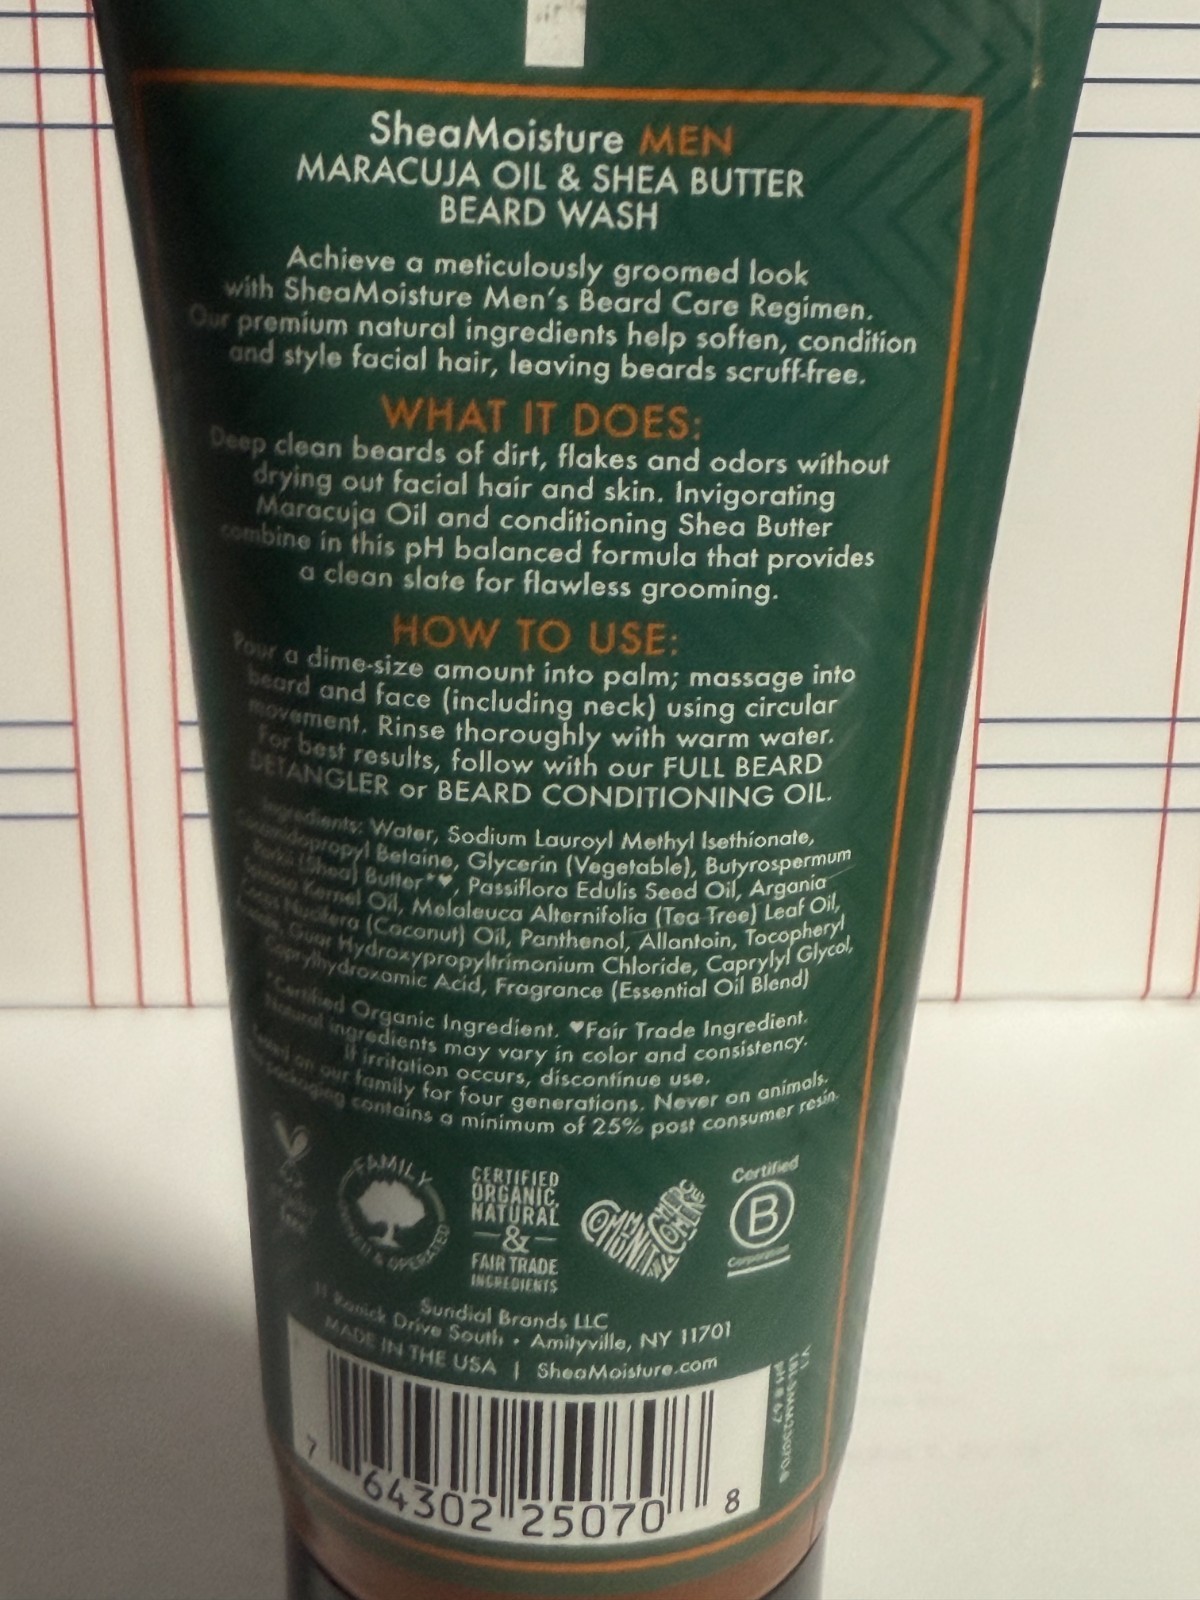 SheaMoisture MEN
MARACUJA OIL & SHEA BUTTER
BEARD WASH
Achieve a meticulously groomed look
with SheaMoisture Men's Beard Care Regimen.
Our premium natural ingredients help soften, condition
and style facial hair, leaving beards scruff-free.
WHAT IT DOES:
Deep clean beards of dirt, flakes and odors without
drying out facial hair and skin. Invigorating
Maracuja Oil and conditioning Shea Butter
combine in this pH balanced formula that provides
a clean slate for flawless grooming.
HOW TO USE:
Pour a dime-size amount into palm; massage into
beard and face (including neck) using circular
movement. Rinse thoroughly with warm water.
For best results, follow with our FULL BEARD
DETANGLER or BEARD CONDITIONING OIL.
Ingredients: Water, Sodium Lauroyl Methyl Isethionate,
Cocamidopropyl Betaine, Glycerin (Vegetable), Butyrospermum
Parkii (Shea) Butter*♥, Passiflora Edulis Seed Oil, Argania
Spinosa Kernel Oil, Melaleuca Alternifolia (Tea Tree) Leaf Oil,
Cocos Nucifera (Coconut) Oil, Panthenol, Allantoin, Tocopheryl
Acetate, Guar Hydroxypropyltrimonium Chloride, Caprylyl Glycol,
Caprylhydroxamic Acid, Fragrance (Essential Oil Blend)
*Certified Organic Ingredient. ♥Fair Trade Ingredient.
Natural ingredients may vary in color and consistency.
If irritation occurs, discontinue use.
Tested on our family for four generations. Never on animals.
packaging contains a minimum of 25% post consumer resin.
FAMILY
OWNED & OPERATED
CERTIFIED
ORGANIC,
NATURAL
&
FAIR TRADE
INGREDIENTS
COMMUNITY
COMMERCE
Certified
B
Corporation
Sundial Brands LLC
11 Ranick Drive South • Amityville, NY 11701
MADE IN THE USA | SheaMoisture.com
7 64302 25070 8